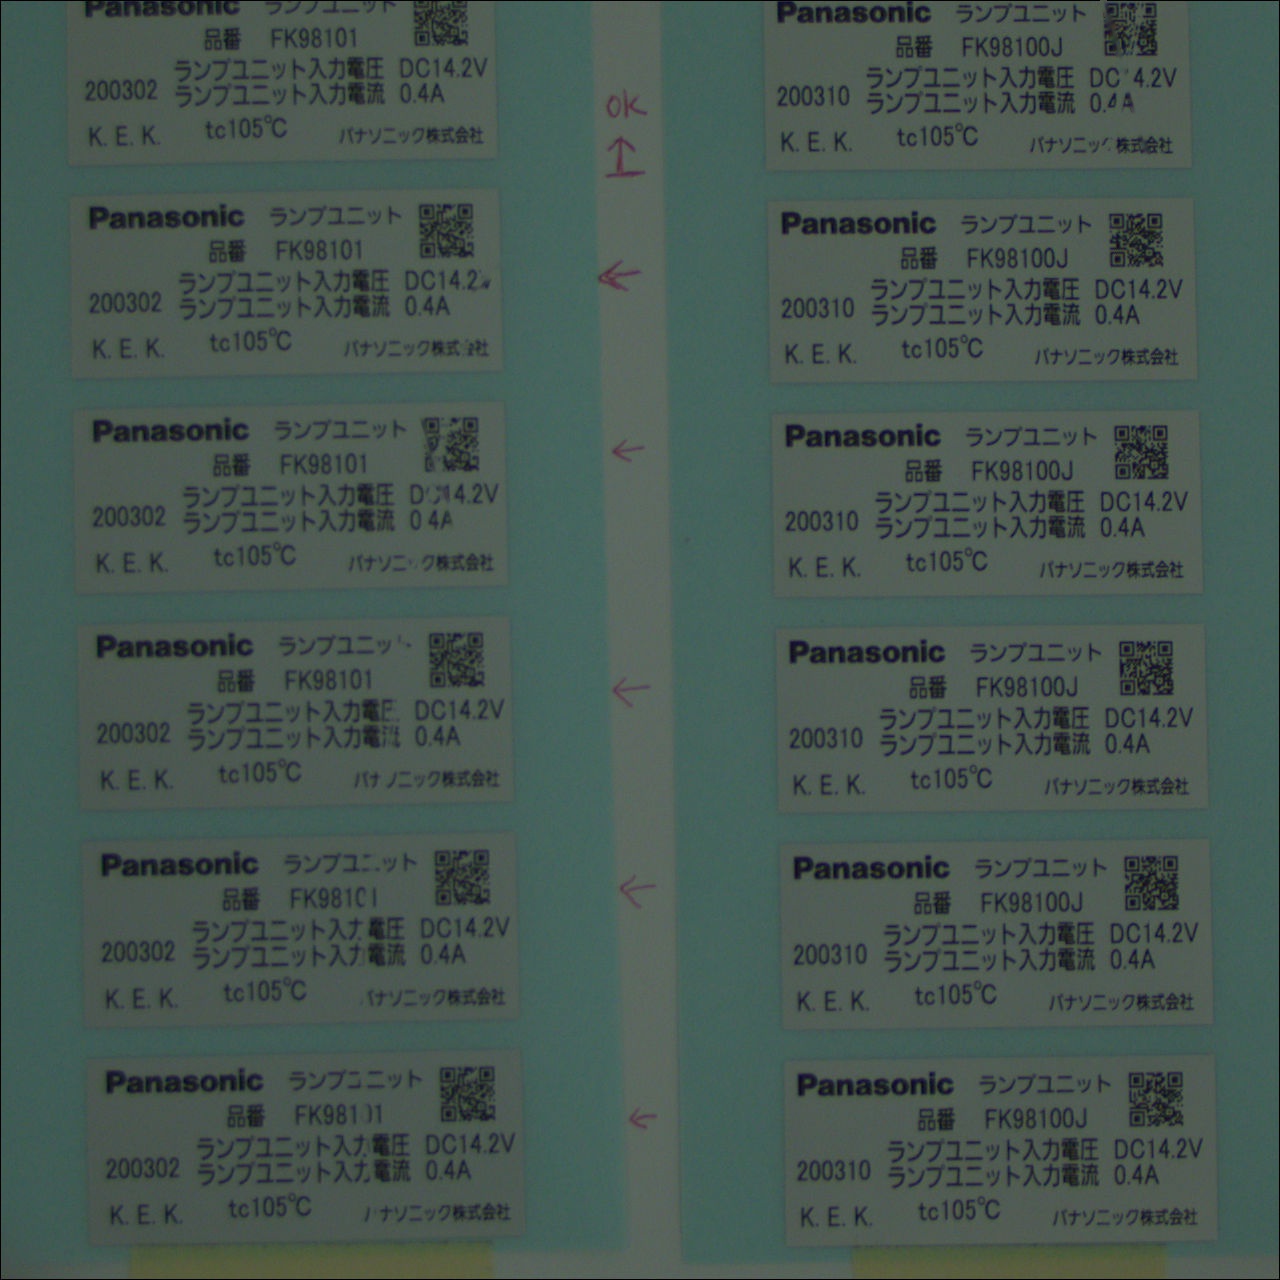 Panasonic ランプユニット
品番 FK98101
ランプユニット入力電圧 DC14.2V
200302 ランプユニット入力電流 0.4A
K. E. K. tc105℃ パナソニック株式会社
Panasonic ランプユニット
品番 FK98101
ランプユニット入力電圧 DC14.2
200302 ランプユニット入力電流 0.4A
K. E. K. tc105℃ パナソニック株式会社
Panasonic ランプユニット
品番 FK98101
ランプユニット入力電圧 DC14.2V
200302 ランプユニット入力電流 0.4A
K. E. K. tc105℃ パナソニック株式会社
Panasonic ランプユニッ
品番 FK98101
ランプユニット入力電圧 DC14.2V
200302 ランプユニット入力電流 0.4A
K. E. K. tc105℃ パナソニック株式会社
Panasonic ランプユニット
品番 FK98101
ランプユニット入力電圧 DC14.2V
200302 ランプユニット入力電流 0.4A
K. E. K. tc105℃ パナソニック株式会社
Panasonic ランプユニット
品番 FK98101
ランプユニット入力電圧 DC14.2V
200302 ランプユニット入力電流 0.4A
K. E. K. tc105℃ パナソニック株式会社
OK
Panasonic ランプユニット
品番 FK98100J
ランプユニット入力電圧 DC14.2V
200310 ランプユニット入力電流 0.4A
K. E. K. tc105℃ パナソニック株式会社
Panasonic ランプユニット
品番 FK98100J
ランプユニット入力電圧 DC14.2V
200310 ランプユニット入力電流 0.4A
K. E. K. tc105℃ パナソニック株式会社
Panasonic ランプユニット
品番 FK98100J
ランプユニット入力電圧 DC14.2V
200310 ランプユニット入力電流 0.4A
K. E. K. tc105℃ パナソニック株式会社
Panasonic ランプユニット
品番 FK98100J
ランプユニット入力電圧 DC14.2V
200310 ランプユニット入力電流 0.4A
K. E. K. tc105℃ パナソニック株式会社
Panasonic ランプユニット
品番 FK98100J
ランプユニット入力電圧 DC14.2V
200310 ランプユニット入力電流 0.4A
K. E. K. tc105℃ パナソニック株式会社
Panasonic ランプユニット
品番 FK98100J
ランプユニット入力電圧 DC14.2V
200310 ランプユニット入力電流 0.4A
K. E. K. tc105℃ パナソニック株式会社